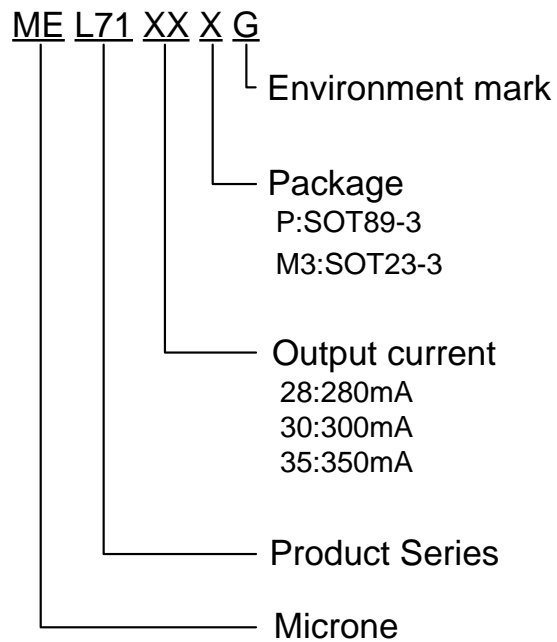 ME L71 XX X G
Environment mark
Package
P:SOT89-3
M3:SOT23-3
Output current
28:280mA
30:300mA
35:350mA
Product Series
Microne